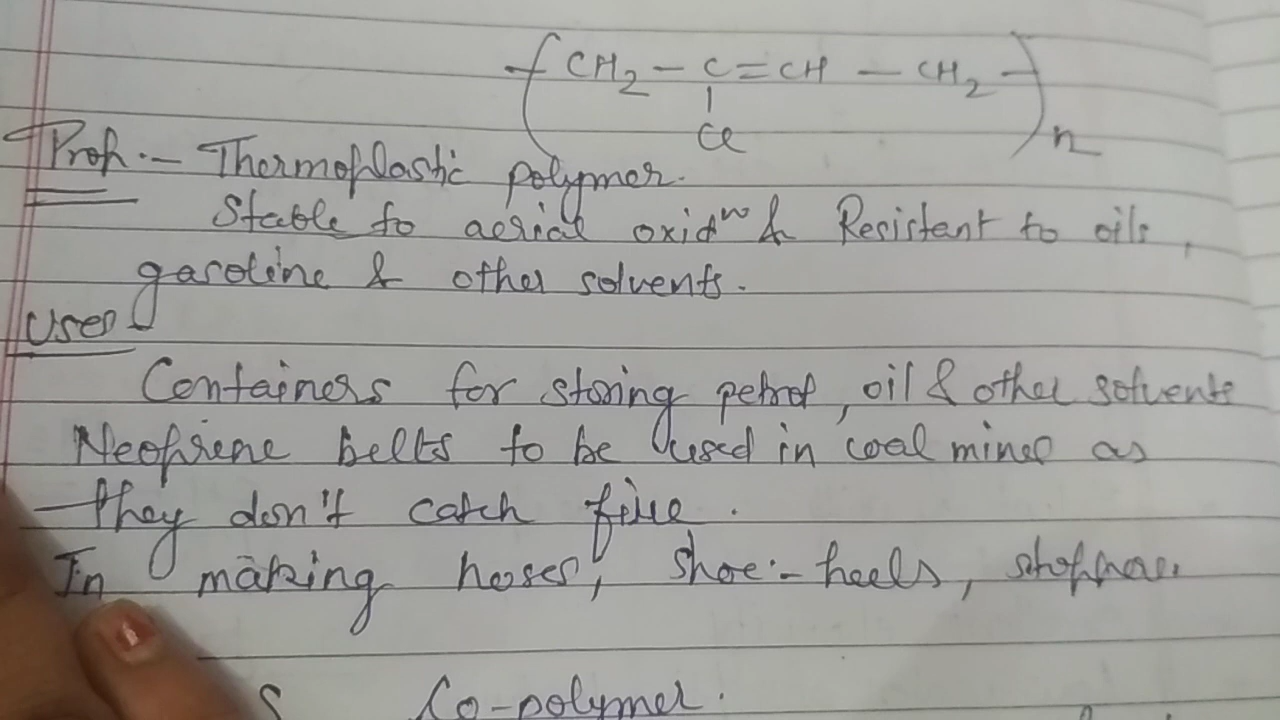 ( CH2 – C = CH – CH2 )n
Cl
Prop. :– Thermoplastic polymer.
Stable to aerial oxidn & Resistant to oils,
gasoline & other solvents.
Uses
Containers for storing petrol, oil & other solvents
Neoprene belts to be used in coal mines as
they don't catch fire.
In making hoses, shoe :– heels, stoppers.
Co-polymer.